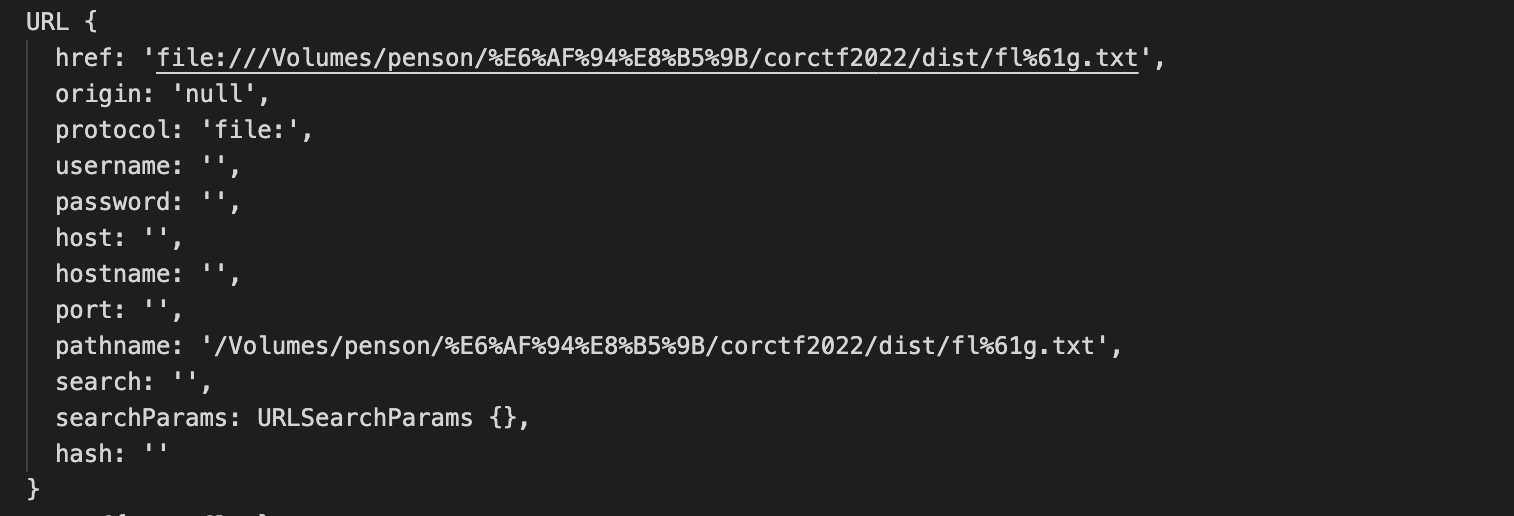 URL {
href: 'file:///Volumes/penson/%E6%AF%94%E8%B5%9B/corctf2022/dist/fl%61g.txt',
origin: 'null',
protocol: 'file:',
username: '',
password: '',
host: '',
hostname: '',
port: '',
pathname: '/Volumes/penson/%E6%AF%94%E8%B5%9B/corctf2022/dist/fl%61g.txt',
search: '',
searchParams: URLSearchParams {},
hash: ''
}